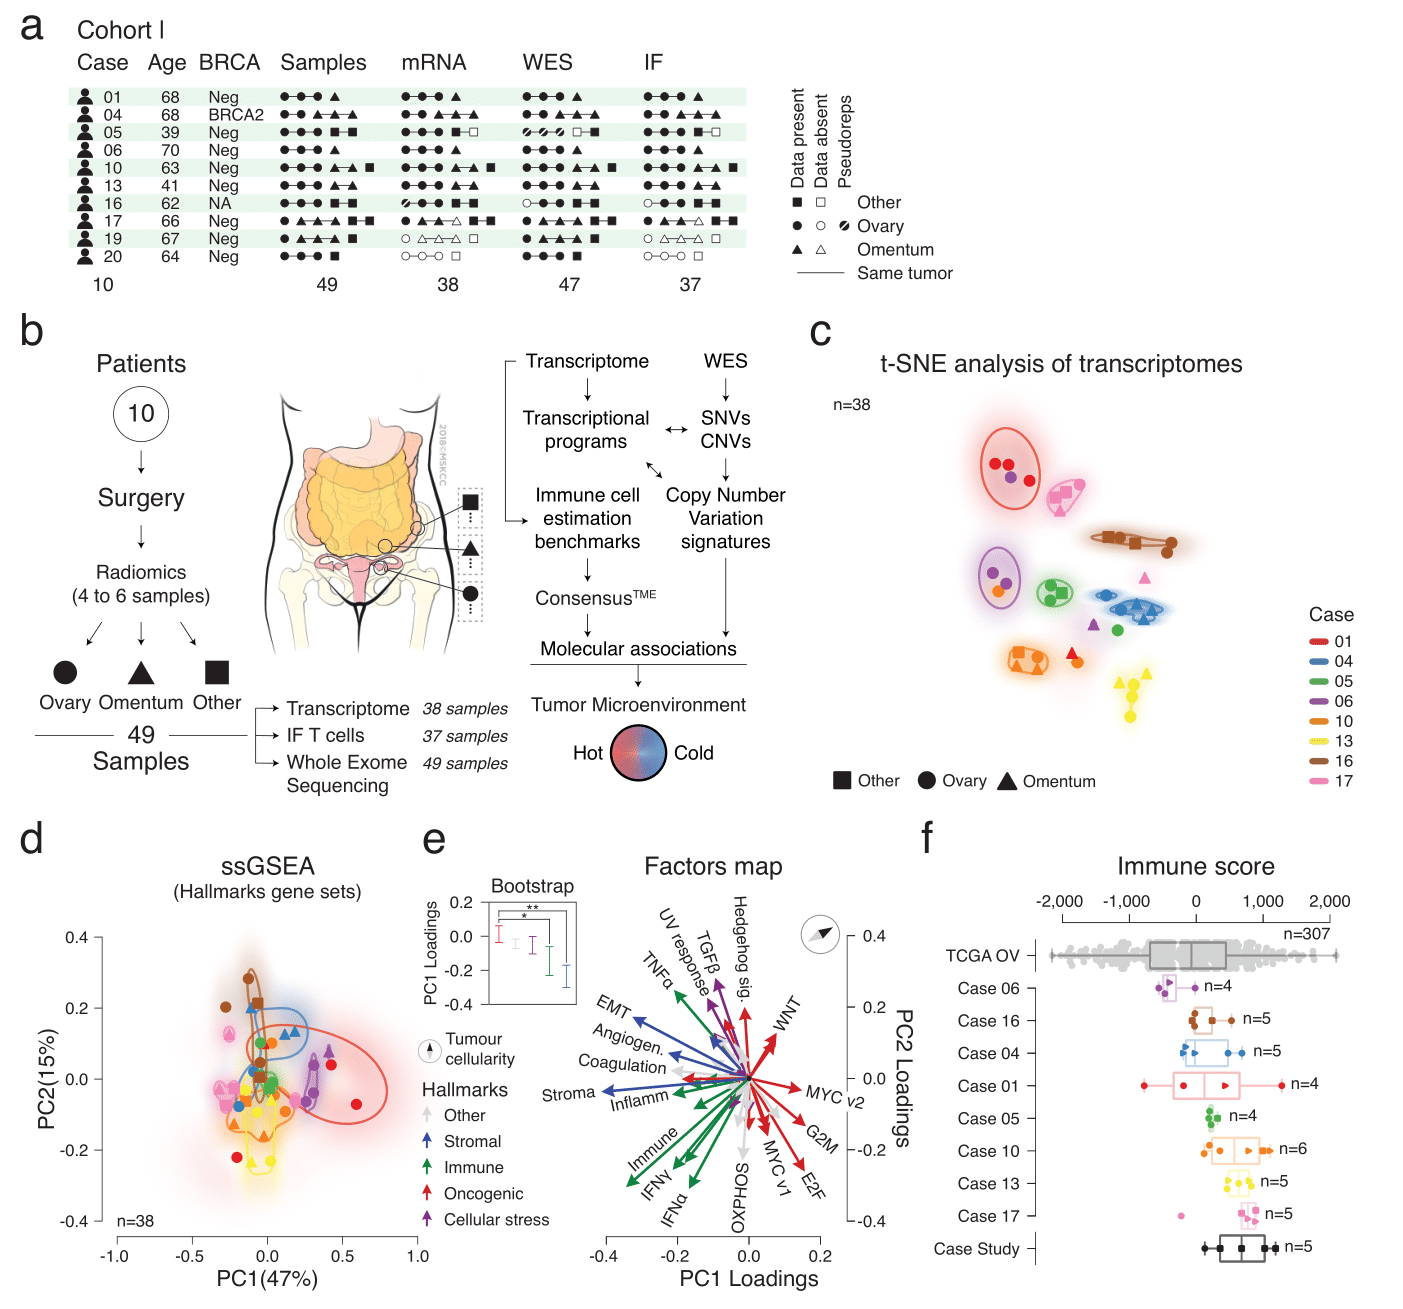 a
Cohort I
Case Age BRCA Samples mRNA WES IF
01 68 Neg
04 68 BRCA2
05 39 Neg
06 70 Neg
10 63 Neg
13 41 Neg
16 62 NA
17 66 Neg
19 67 Neg
20 64 Neg
10 49 38 47 37
Data present
Data absent
Pseudoreps
Other
Ovary
Omentum
Same tumor
b
Patients
10
Surgery
Radiomics
(4 to 6 samples)
Ovary Omentum Other
49
Samples
Transcriptome 38 samples
IF T cells 37 samples
Whole Exome 49 samples
Sequencing
2018©MSKCC
Transcriptome WES
Transcriptional
programs
SNVs
CNVs
Immune cell
estimation
benchmarks
Copy Number
Variation
signatures
ConsensusTME
Molecular associations
Tumor Microenvironment
Hot Cold
c
t-SNE analysis of transcriptomes
n=38
Case
01
04
05
06
10
13
16
17
Other Ovary Omentum
d
ssGSEA
(Hallmarks gene sets)
PC2(15%)
0.4
0.2
0.0
-0.2
-0.4
n=38
-1.0 -0.5 0.0 0.5 1.0
PC1(47%)
e
Bootstrap
PC1 Loadings
0.2
0.0
-0.2
-0.4
**
*
Tumour
cellularity
Hallmarks
Other
Stromal
Immune
Oncogenic
Cellular stress
Factors map
Hedgehog sig.
TGFβ
UV response
TNFα
WNT
EMT
Angiogen.
Coagulation
Stroma
Inflamm
MYC v2
G2M
E2F
MYC v1
OXPHOS
IFNα
IFNγ
Immune
0.4
0.2
0.0
-0.2
-0.4
PC2 Loadings
-0.4 -0.2 0.0 0.2
PC1 Loadings
f
Immune score
-2,000 -1,000 0 1,000 2,000
n=307
TCGA OV
Case 06 n=4
Case 16 n=5
Case 04 n=5
Case 01 n=4
Case 05 n=4
Case 10 n=6
Case 13 n=5
Case 17 n=5
Case Study n=5